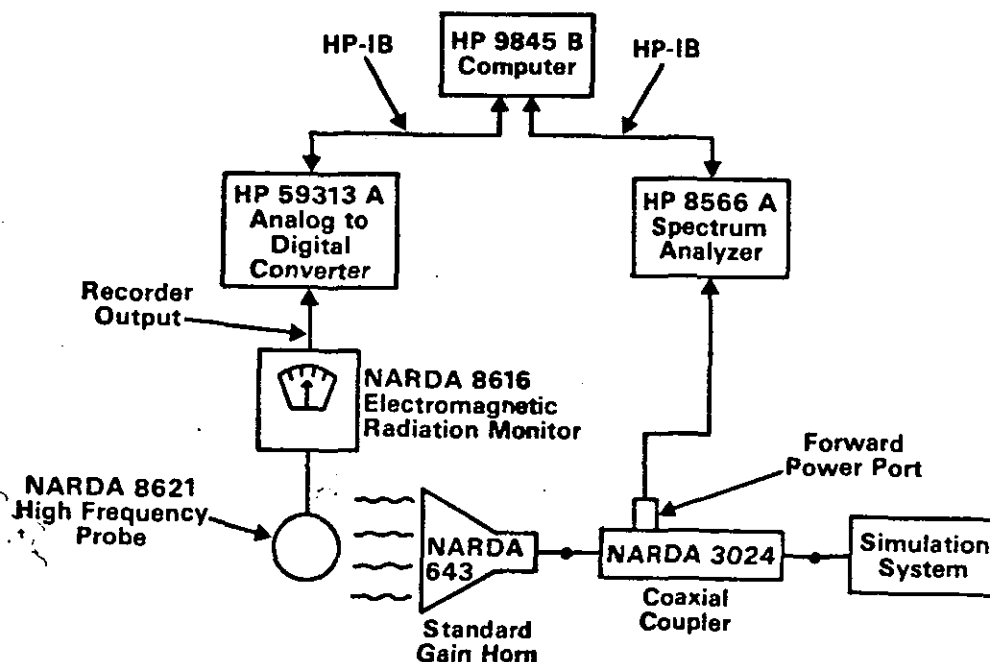 HP-IB
HP 9845 B
Computer
HP-IB
HP 59313 A
Analog to
Digital
Converter
HP 8566 A
Spectrum
Analyzer
Recorder
Output
NARDA 8616
Electromagnetic
Radiation Monitor
Forward
Power Port
NARDA 8621
High Frequency
Probe
NARDA
643
NARDA 3024
Simulation
System
Coaxial
Coupler
Standard
Gain Horn